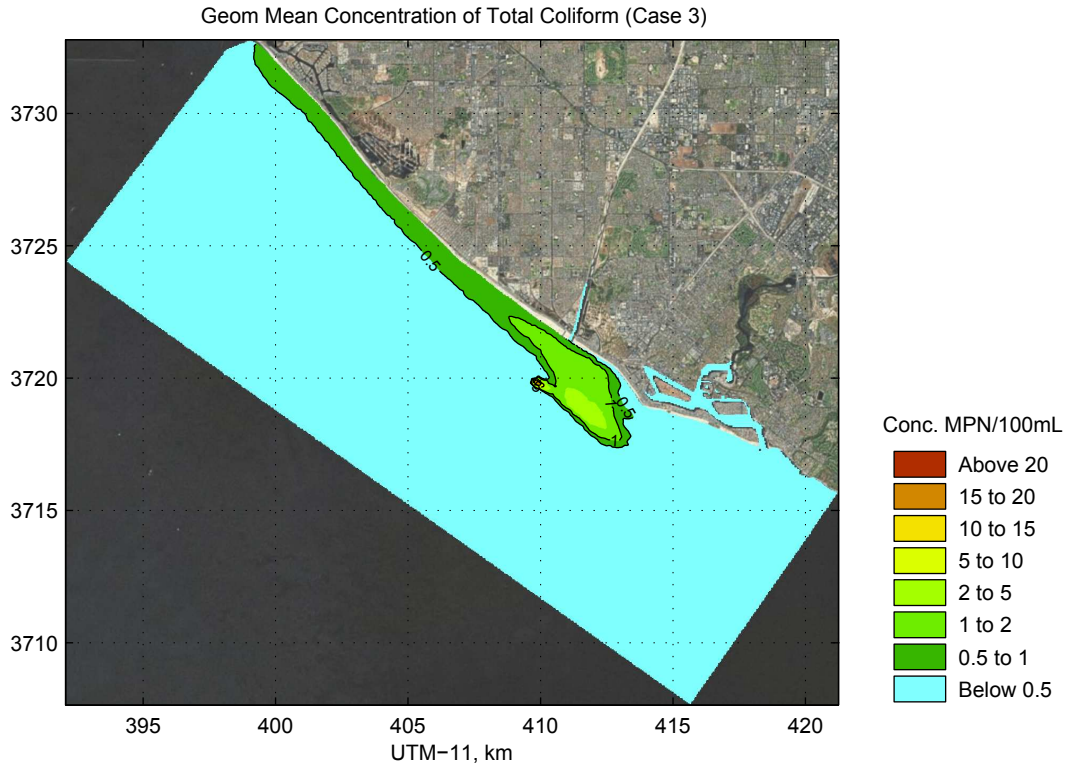 Geom Mean Concentration of Total Coliform (Case 3)
3730
3725
3720
3715
3710
0.5
0.5
1
395
400
405
410
415
420
UTM−11, km
Conc. MPN/100mL
Above 20
15 to 20
10 to 15
5 to 10
2 to 5
1 to 2
0.5 to 1
Below 0.5